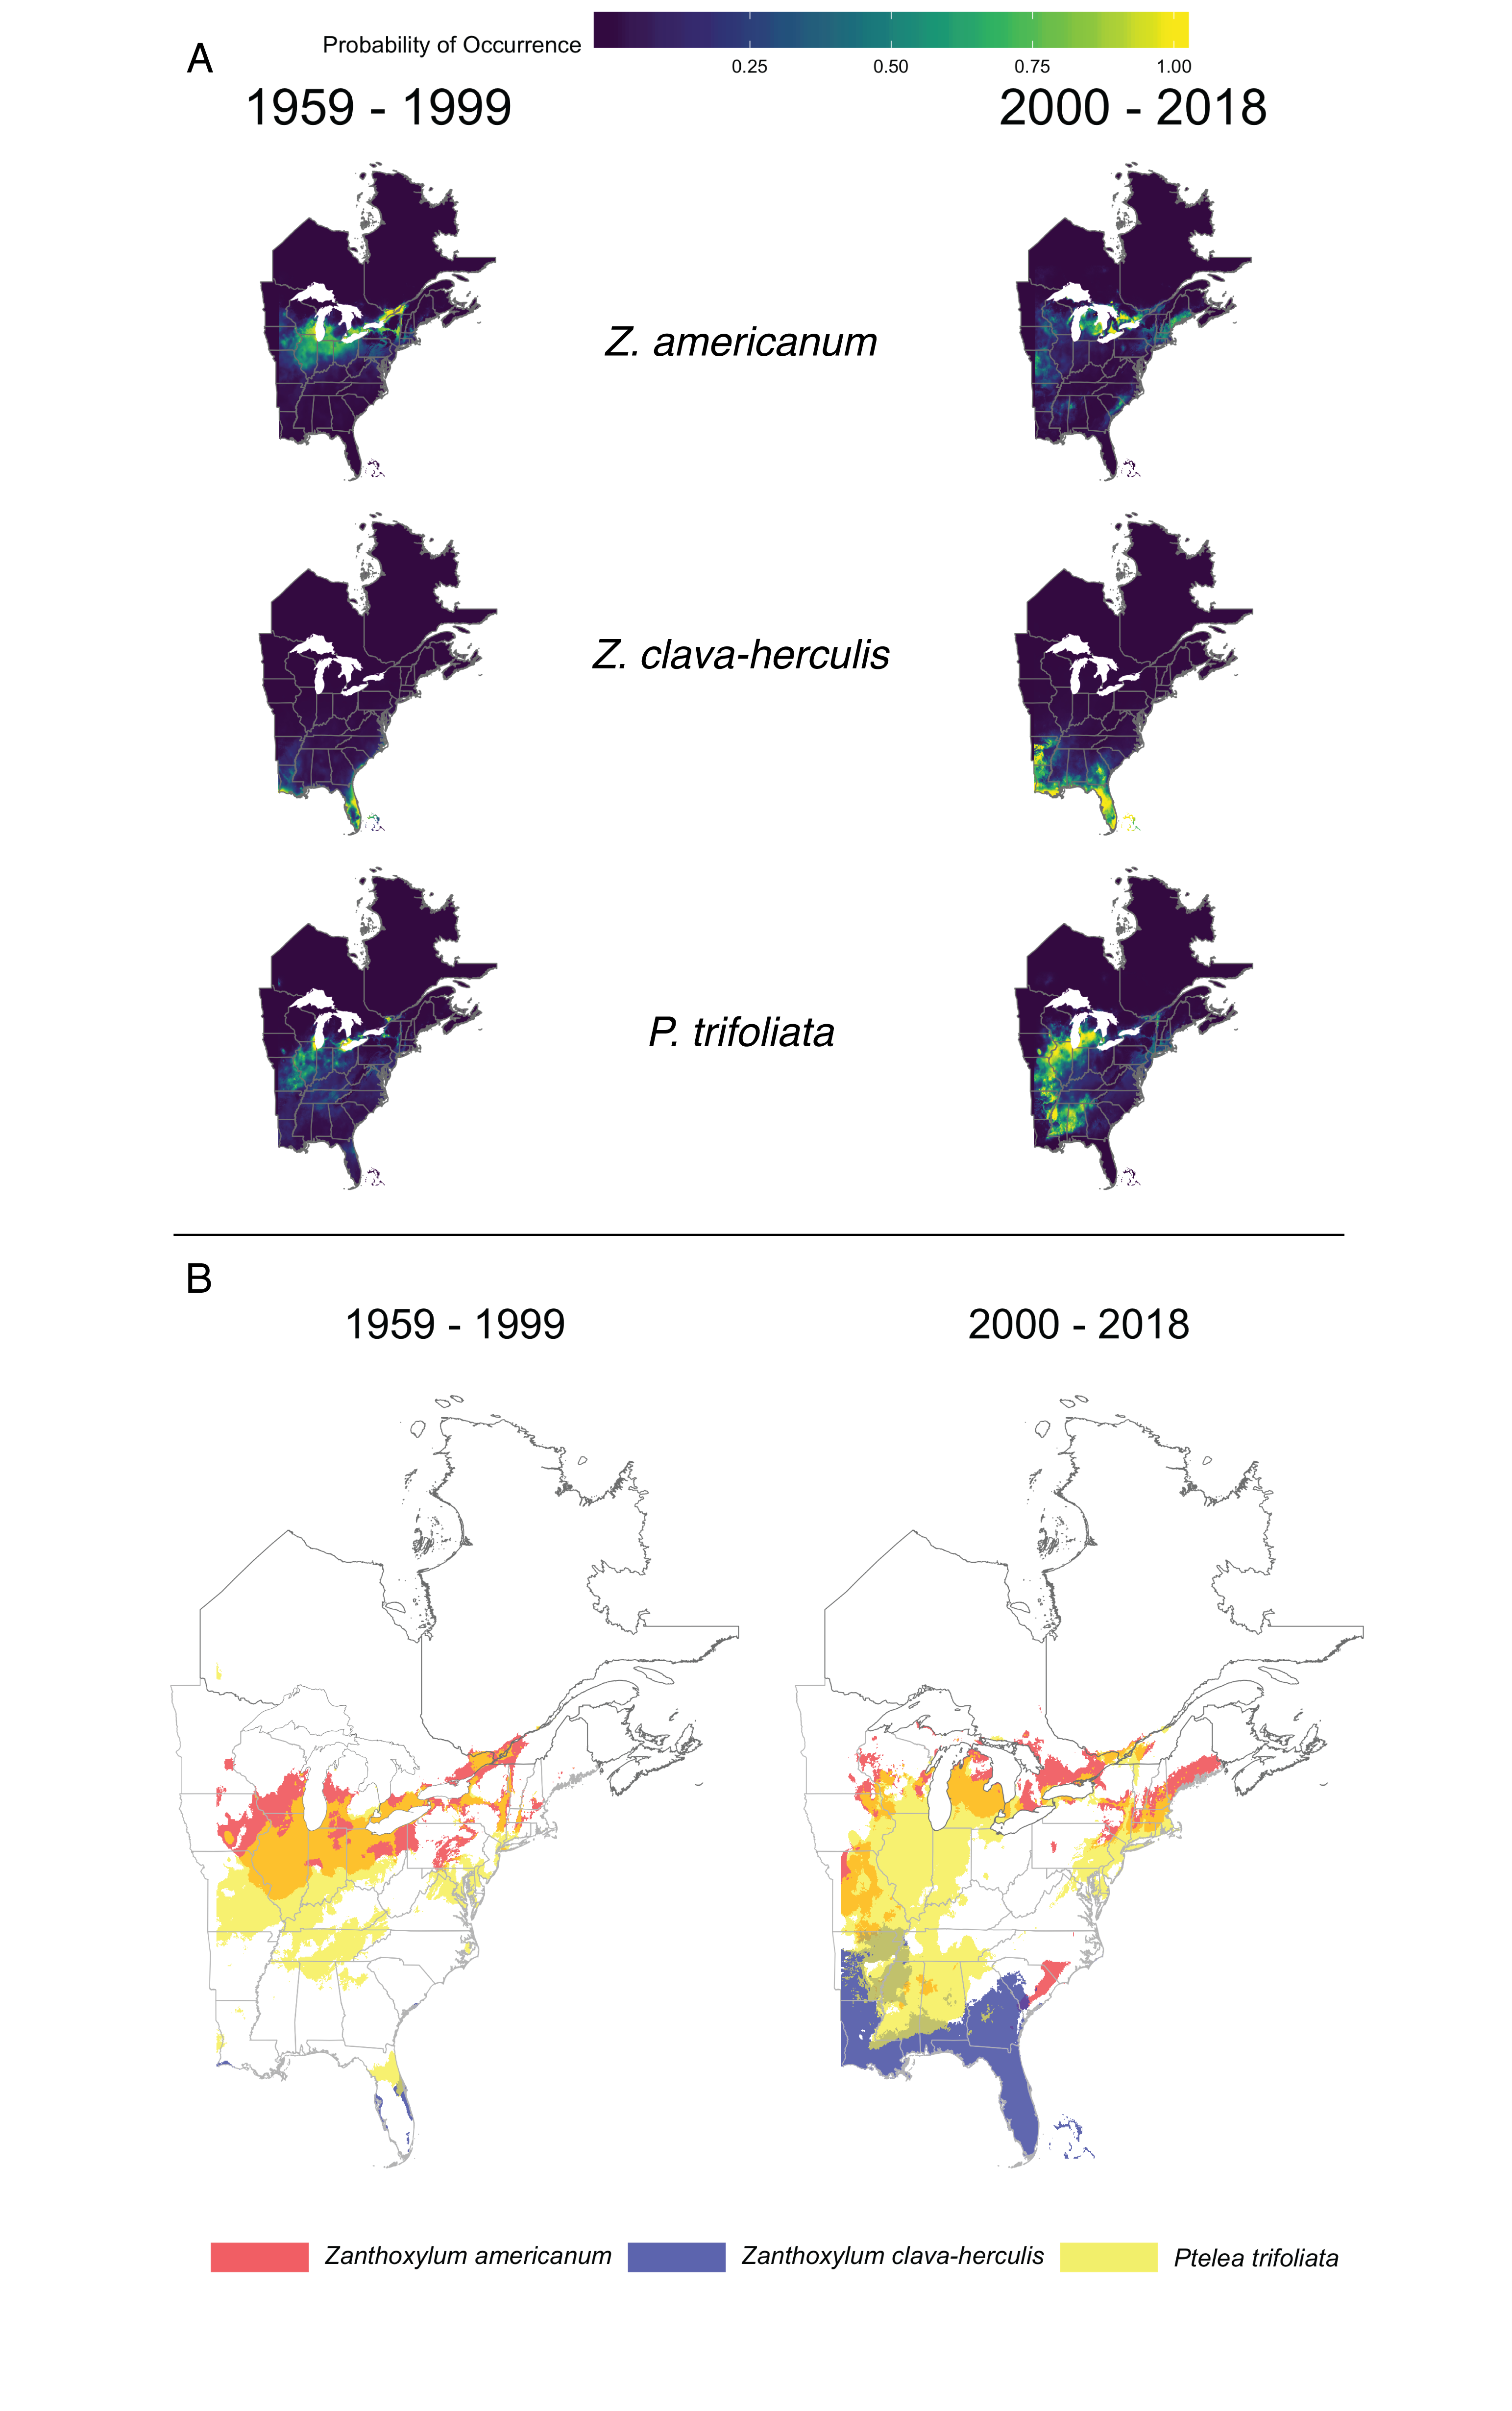 A
Probability of Occurrence
0.25 0.50 0.75 1.00
1959 - 1999
2000 - 2018
Z. americanum
Z. clava-herculis
P. trifoliata
B
1959 - 1999
2000 - 2018
Zanthoxylum americanum
Zanthoxylum clava-herculis
Ptelea trifoliata